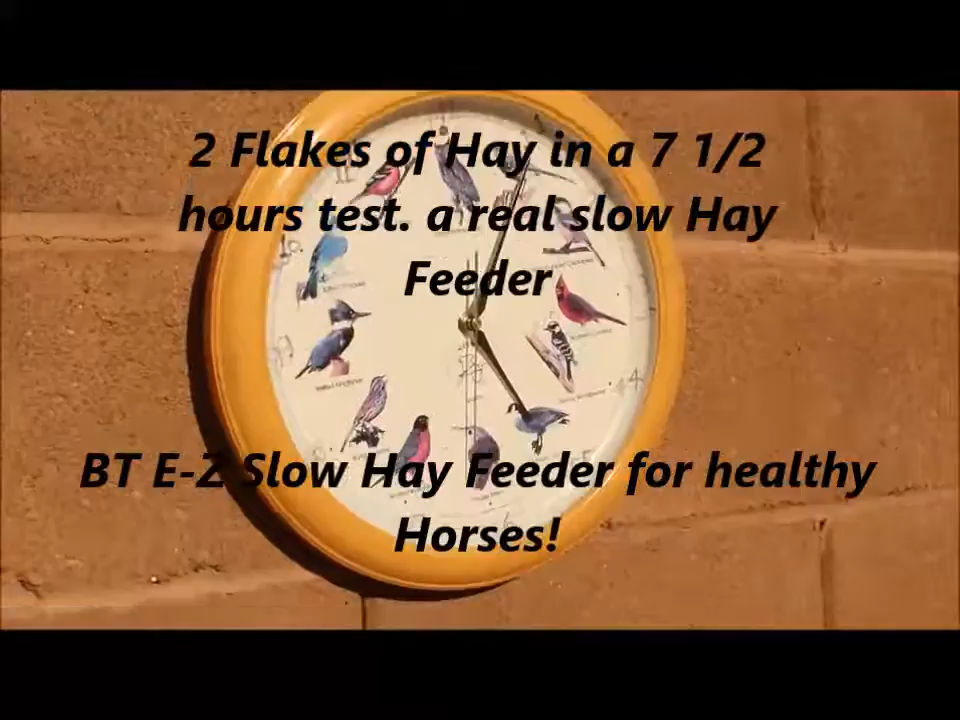 2 Flakes of Hay in a 7 1/2
hours test. a real slow Hay
Feeder
BT E-Z Slow Hay Feeder for healthy
Horses!